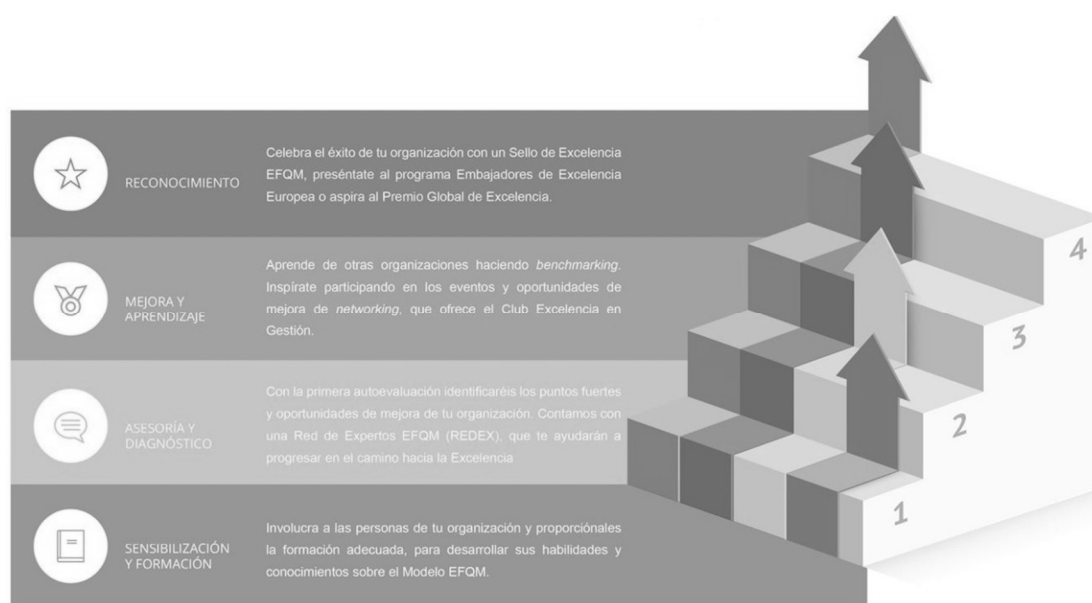 RECONOCIMIENTO
Celebra el éxito de tu organización con un Sello de Excelencia
EFQM, preséntate al programa Embajadores de Excelencia
Europea o aspira al Premio Global de Excelencia.
MEJORA Y
APRENDIZAJE
Aprende de otras organizaciones haciendo benchmarking.
Inspírate participando en los eventos y oportunidades de
mejora de networking, que ofrece el Club Excelencia en
Gestión.
ASESORÍA Y
DIAGNÓSTICO
Con la primera autoevaluación identificaréis los puntos fuertes
y oportunidades de mejora de tu organización. Contamos con
una Red de Expertos EFQM (REDEX), que te ayudarán a
progresar en el camino hacia la Excelencia
SENSIBILIZACIÓN
Y FORMACIÓN
Involucra a las personas de tu organización y proporciónales
la formación adecuada, para desarrollar sus habilidades y
conocimientos sobre el Modelo EFQM.
4
3
2
1